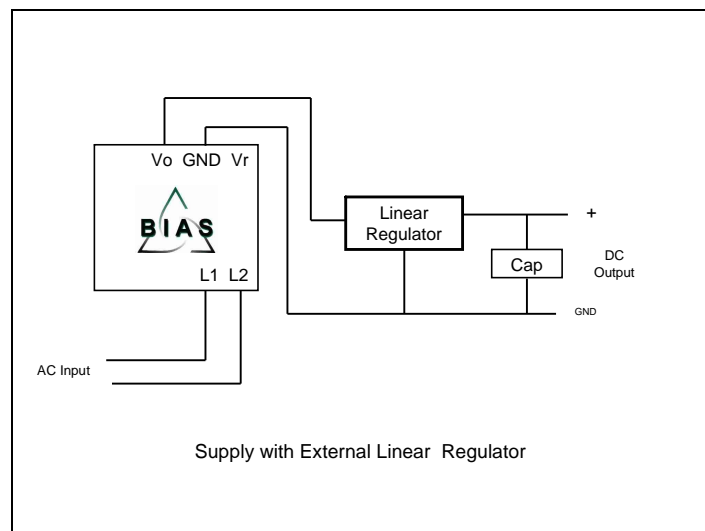 Vo GND Vr
BIAS
L1 L2
Linear
Regulator
+
Cap
DC
Output
GND
AC Input
Supply with External Linear Regulator